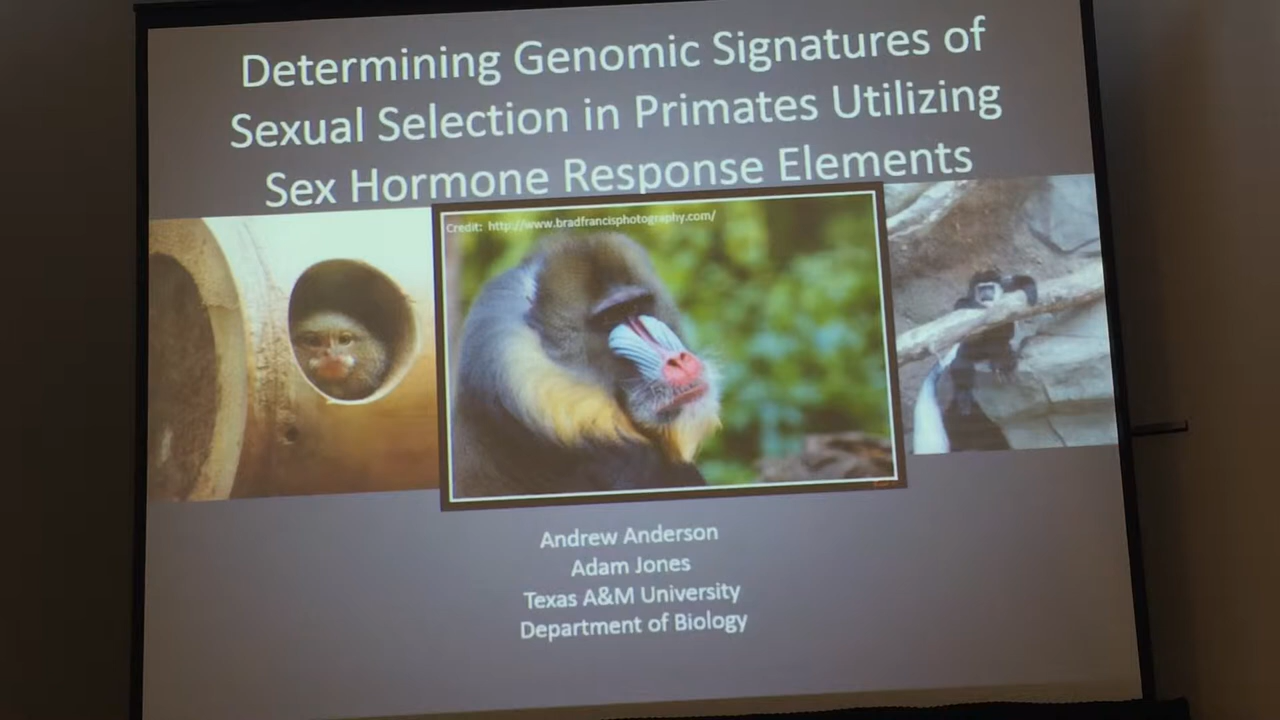 Determining Genomic Signatures of
Sexual Selection in Primates Utilizing
Sex Hormone Response Elements
Credit: http://www.bradfrancisphotography.com/
Andrew Anderson
Adam Jones
Texas A&M University
Department of Biology